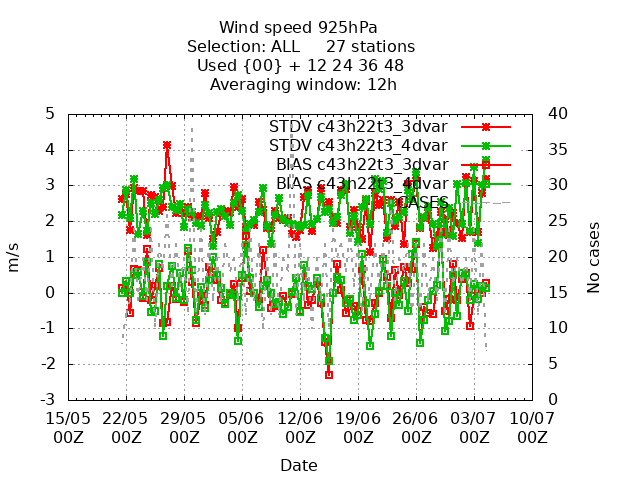 Wind speed 925hPa
Selection: ALL 27 stations
Used {00} + 12 24 36 48
Averaging window: 12h
STDV c43h22t3_3dvar
STDV c43h22t3_4dvar
BIAS c43h22t3_3dvar
BIAS c43h22t3_4dvar
CASES
5
4
3
2
1
0
-1
-2
-3
m/s
40
35
30
25
20
15
10
5
0
No cases
15/05 22/05 29/05 05/06 12/06 19/06 26/06 03/07 10/07
00Z 00Z 00Z 00Z 00Z 00Z 00Z 00Z 00Z
Date